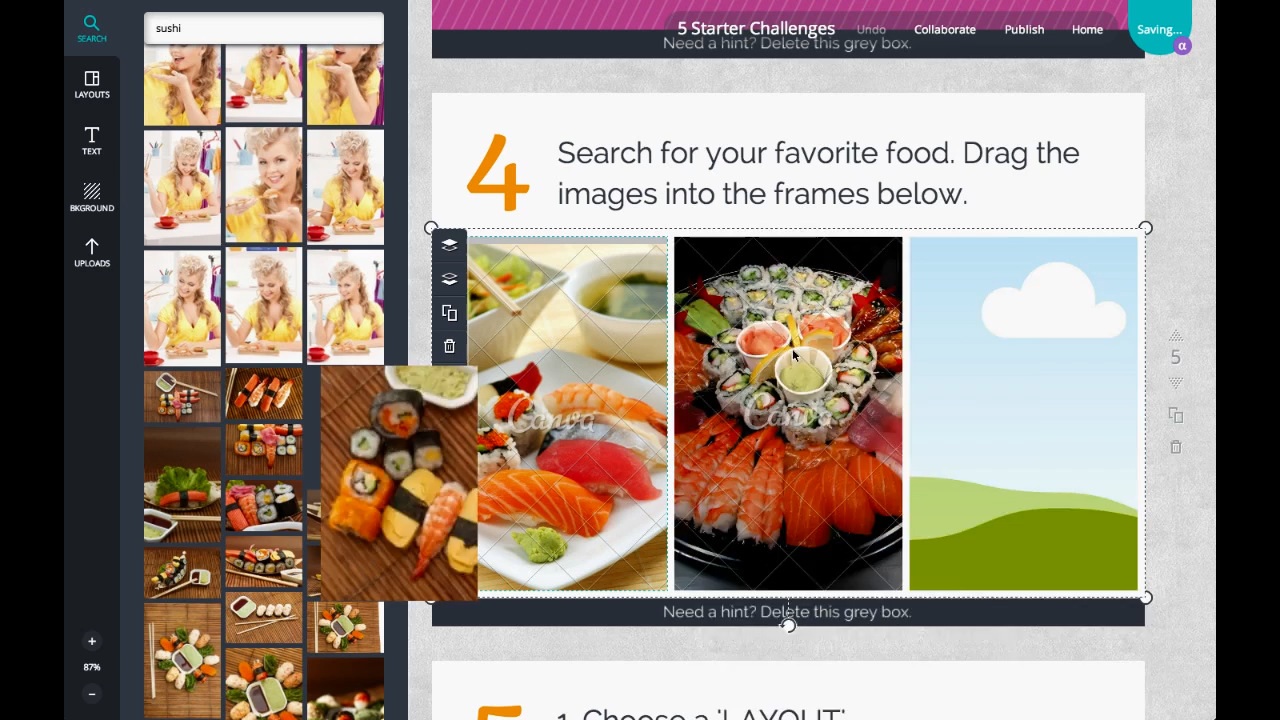 SEARCH
sushi
LAYOUTS
TEXT
BKGROUND
UPLOADS
87%
5 Starter Challenges
Undo
Collaborate
Publish
Home
Saving...
α
Need a hint? Delete this grey box.
4
Search for your favorite food. Drag the
images into the frames below.
Canva
Canva
5
Need a hint? Delete this grey box.
5
1. Choose a 'LAYOUT'